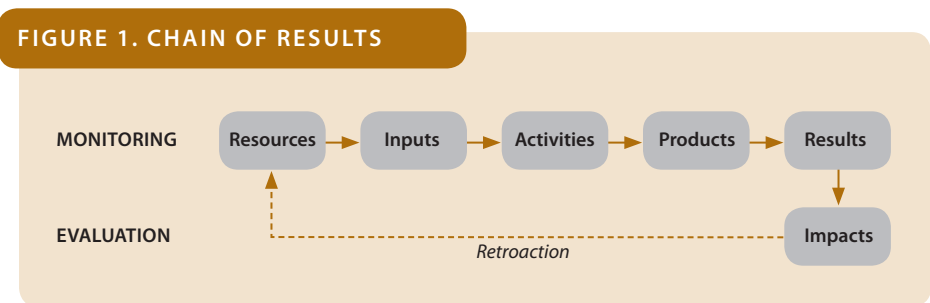 FIGURE 1. CHAIN OF RESULTS
MONITORING Resources Inputs Activities Products Results
EVALUATION Impacts
Retroaction